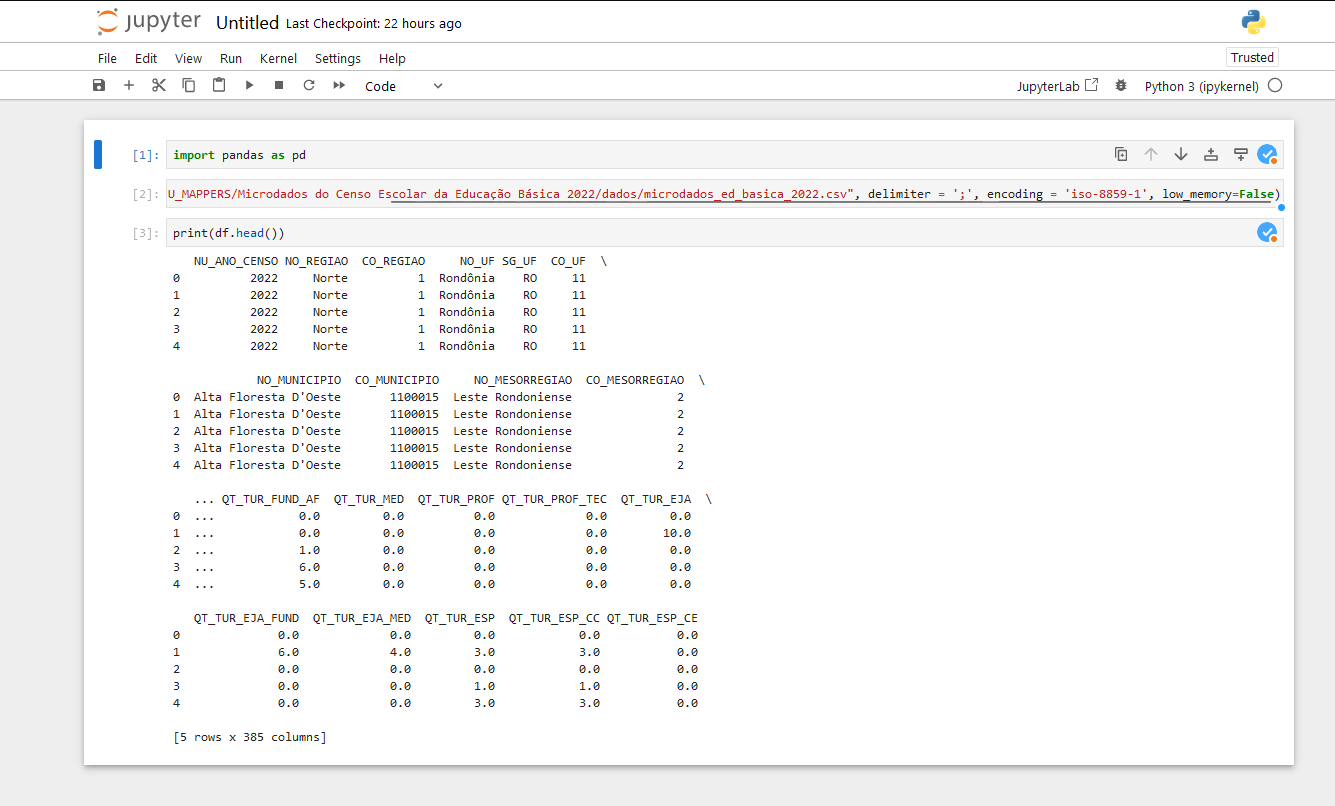 jupyter Untitled Last Checkpoint: 22 hours ago
File Edit View Run Kernel Settings Help Trusted
Code JupyterLab Python 3 (ipykernel)
[1]: import pandas as pd
[2]: U_MAPPERS/Microdados do Censo Escolar da Educação Básica 2022/dados/microdados_ed_basica_2022.csv", delimiter = ';', encoding = 'iso-8859-1', low_memory=False)
[3]: print(df.head())
NU_ANO_CENSO NO_REGIAO CO_REGIAO NO_UF SG_UF CO_UF \
0 2022 Norte 1 Rondônia RO 11
1 2022 Norte 1 Rondônia RO 11
2 2022 Norte 1 Rondônia RO 11
3 2022 Norte 1 Rondônia RO 11
4 2022 Norte 1 Rondônia RO 11
NO_MUNICIPIO CO_MUNICIPIO NO_MESORREGIAO CO_MESORREGIAO \
0 Alta Floresta D'Oeste 1100015 Leste Rondoniense 2
1 Alta Floresta D'Oeste 1100015 Leste Rondoniense 2
2 Alta Floresta D'Oeste 1100015 Leste Rondoniense 2
3 Alta Floresta D'Oeste 1100015 Leste Rondoniense 2
4 Alta Floresta D'Oeste 1100015 Leste Rondoniense 2
... QT_TUR_FUND_AF QT_TUR_MED QT_TUR_PROF QT_TUR_PROF_TEC QT_TUR_EJA \
0 ... 0.0 0.0 0.0 0.0 0.0
1 ... 0.0 0.0 0.0 0.0 10.0
2 ... 1.0 0.0 0.0 0.0 0.0
3 ... 6.0 0.0 0.0 0.0 0.0
4 ... 5.0 0.0 0.0 0.0 0.0
QT_TUR_EJA_FUND QT_TUR_EJA_MED QT_TUR_ESP QT_TUR_ESP_CC QT_TUR_ESP_CE
0 0.0 0.0 0.0 0.0 0.0
1 6.0 4.0 3.0 3.0 0.0
2 0.0 0.0 0.0 0.0 0.0
3 0.0 0.0 1.0 1.0 0.0
4 0.0 0.0 3.0 3.0 0.0
[5 rows x 385 columns]